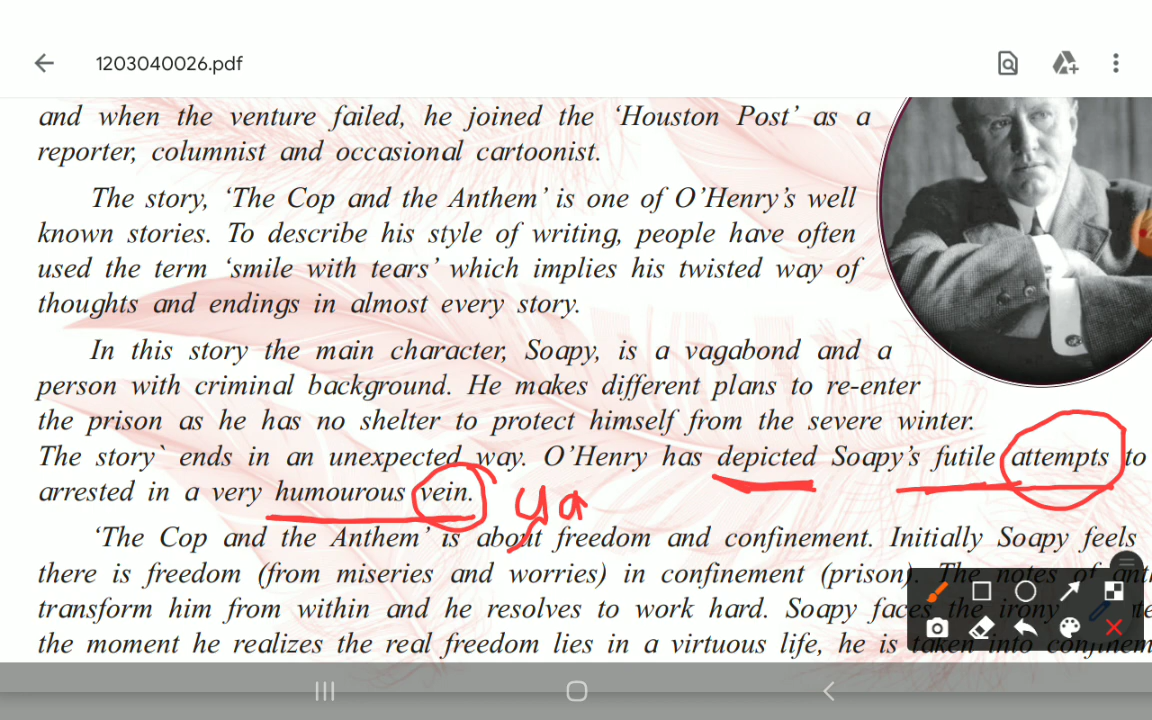 1203040026.pdf
and when the venture failed, he joined the ‘Houston Post’ as a
reporter, columnist and occasional cartoonist.
The story, ‘The Cop and the Anthem’ is one of O’Henry’s well
known stories. To describe his style of writing, people have often
used the term ‘smile with tears’ which implies his twisted way of
thoughts and endings in almost every story.
In this story the main character, Soapy, is a vagabond and a
person with criminal background. He makes different plans to re-enter
the prison as he has no shelter to protect himself from the severe winter.
The story` ends in an unexpected way. O’Henry has depicted Soapy’s futile attempts to
arrested in a very humourous vein.
ya
‘The Cop and the Anthem’ is about freedom and confinement. Initially Soapy feels
there is freedom (from miseries and worries) in confinement (prison). The notes of
transform him from within and he resolves to work hard. Soapy faces the irony
the moment he realizes the real freedom lies in a virtuous life, he is taken into